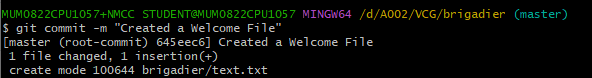 MUM0822CPU1057+NMCC STUDENT@MUM0822CPU1057 MINGW64 /d/A002/VCG/brigadier (master)
$ git commit -m "Created a Welcome File"
[master (root-commit) 645eec6] Created a Welcome File
 1 file changed, 1 insertion(+)
 create mode 100644 brigadier/text.txt